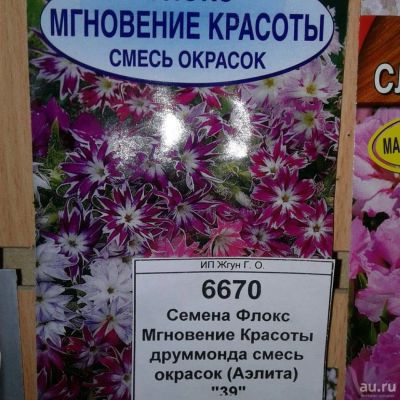 МГНОВЕНИЕ КРАСОТЫ
СМЕСЬ ОКРАСОК
ИП Жгун Г. О.
6670
Семена Флокс
Мгновение Красоты
друммонда смесь
окрасок (Аэлита)
"39"
au.ru